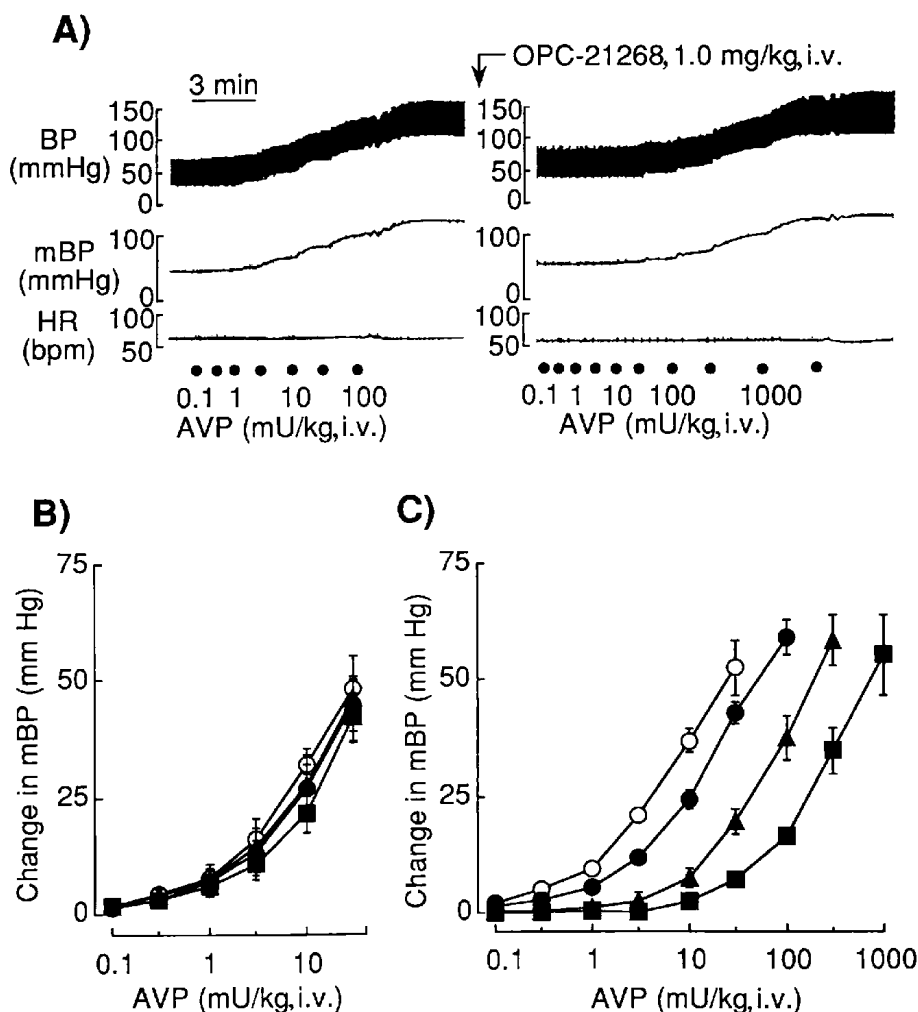 A)
OPC-21268, 1.0 mg/kg, i.v.
3 min
BP
(mmHg)
150
100
50
0
150
100
50
0
mBP
(mmHg)
100
0
100
0
HR
(bpm)
100
50
100
50
0.1 1 10 100
AVP (mU/kg, i.v.)
0.1 1 10 100 1000
AVP (mU/kg, i.v.)
B)
Change in mBP (mm Hg)
75
50
25
0
0.1 1 10
AVP (mU/kg, i.v.)
C)
Change in mBP (mm Hg)
75
50
25
0
0.1 1 10 100 1000
AVP (mU/kg, i.v.)